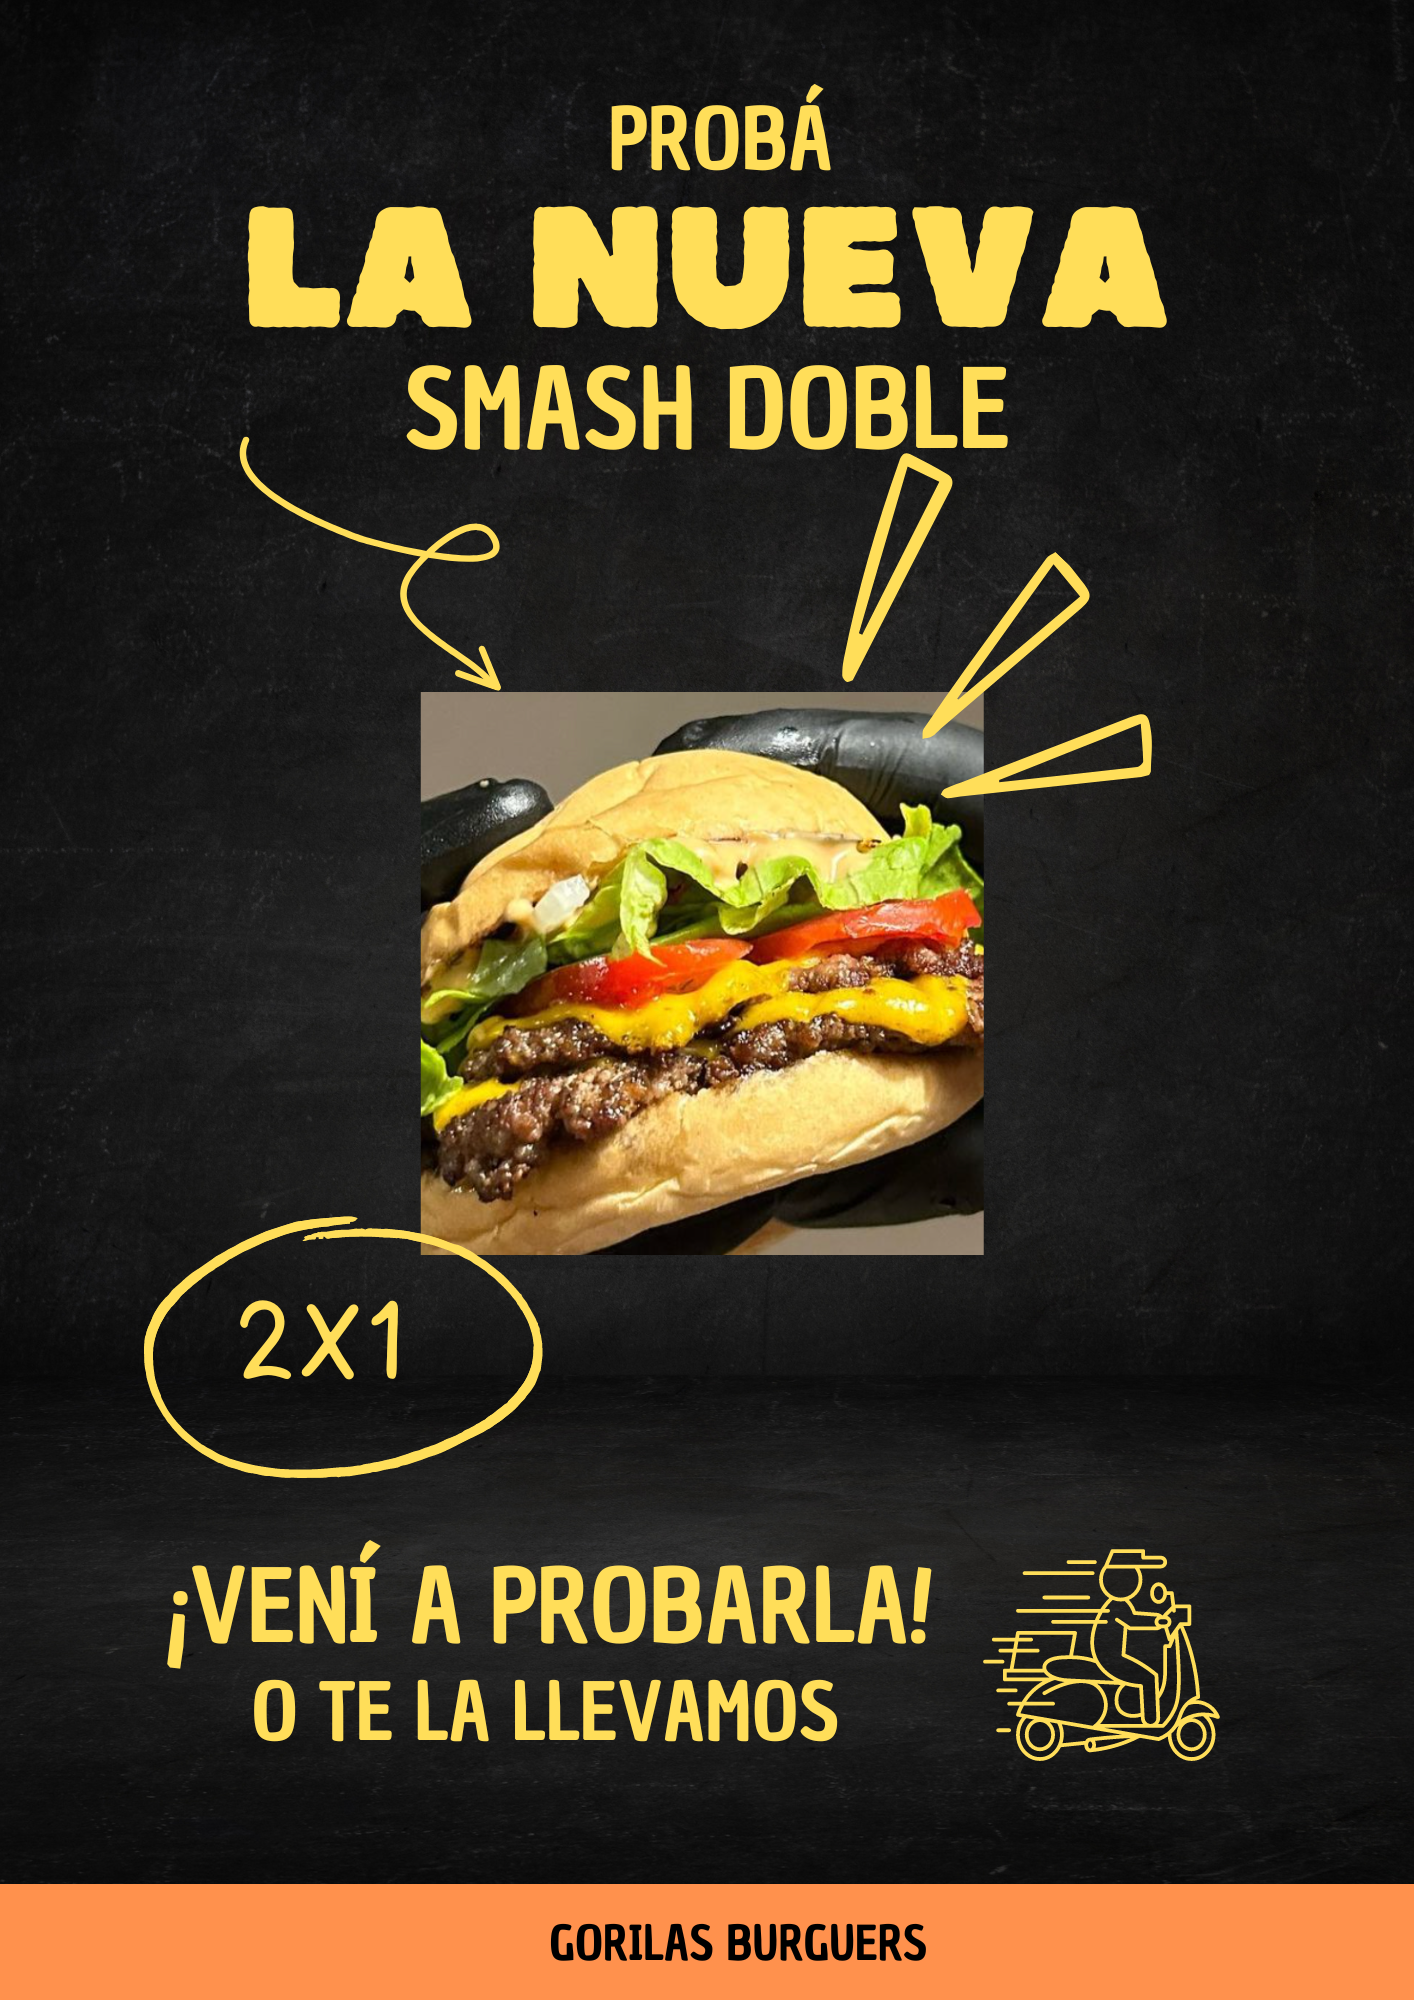 PROBÁ
LA NUEVA
SMASH DOBLE
2X1
¡VENÍ A PROBARLA!
O TE LA LLEVAMOS
GORILAS BURGUERS